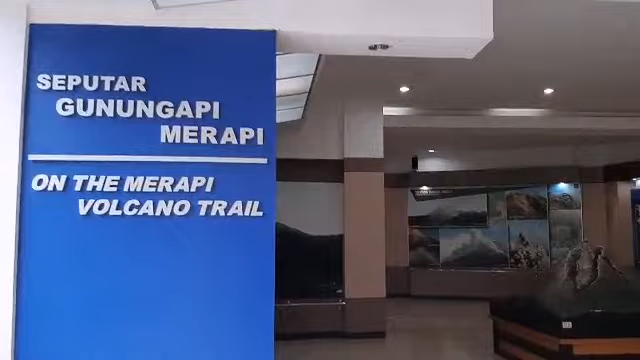 SEPUTAR
GUNUNGAPI
MERAPI
ON THE MERAPI
VOLCANO TRAIL